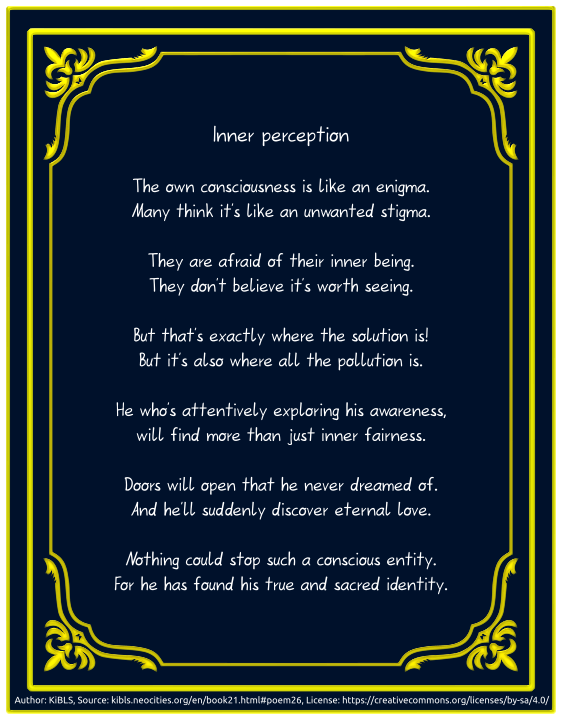 Inner perception
The own consciousness is like an enigma.
Many think it's like an unwanted stigma.
They are afraid of their inner being.
They don't believe it's worth seeing.
But that's exactly where the solution is!
But it's also where all the pollution is.
He who's attentively exploring his awareness,
will find more than just inner fairness.
Doors will open that he never dreamed of.
And he'll suddenly discover eternal love.
Nothing could stop such a conscious entity.
For he has found his true and sacred identity.
Author: KiBLS, Source: kibls.neocities.org/en/book21.html#poem26, License: https://creativecommons.org/licenses/by-sa/4.0/